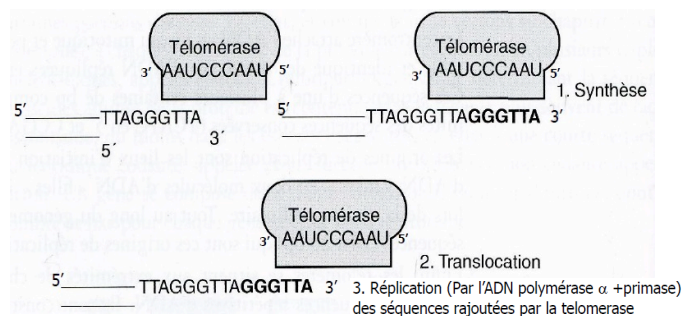 Télomérase
3' AAUCCCAAU 5'
5' TTAGGGTTA 3'
5'
Télomérase
3' AAUCCCAAU 5'
1. Synthèse
5' TTAGGGTTAGGGTTA 3'
Télomérase
3' AAUCCCAAU 5'
2. Translocation
5' TTAGGGTTAGGGTTA
3. Réplication (Par l'ADN polymérase α +primase)
des séquences rajoutées par la telomerase